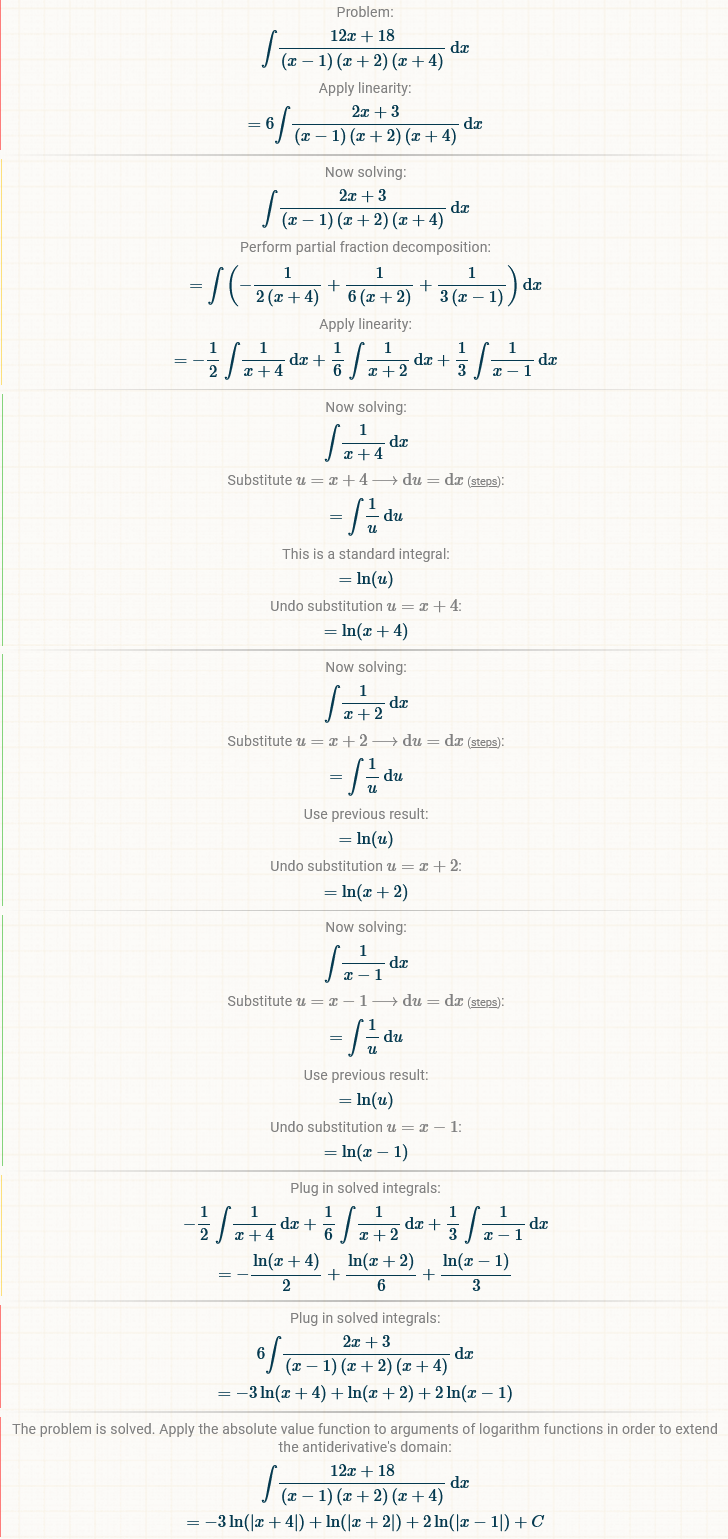 Problem:
∫ (12x + 18)/((x − 1)(x + 2)(x + 4)) dx
Apply linearity:
= 6∫ (2x + 3)/((x − 1)(x + 2)(x + 4)) dx
Now solving:
∫ (2x + 3)/((x − 1)(x + 2)(x + 4)) dx
Perform partial fraction decomposition:
= ∫ (−1/(2(x + 4)) + 1/(6(x + 2)) + 1/(3(x − 1))) dx
Apply linearity:
= −1/2 ∫ 1/(x + 4) dx + 1/6 ∫ 1/(x + 2) dx + 1/3 ∫ 1/(x − 1) dx
Now solving:
∫ 1/(x + 4) dx
Substitute u = x + 4 ⟶ du = dx (steps):
= ∫ 1/u du
This is a standard integral:
= ln(u)
Undo substitution u = x + 4:
= ln(x + 4)
Now solving:
∫ 1/(x + 2) dx
Substitute u = x + 2 ⟶ du = dx (steps):
= ∫ 1/u du
Use previous result:
= ln(u)
Undo substitution u = x + 2:
= ln(x + 2)
Now solving:
∫ 1/(x − 1) dx
Substitute u = x − 1 ⟶ du = dx (steps):
= ∫ 1/u du
Use previous result:
= ln(u)
Undo substitution u = x − 1:
= ln(x − 1)
Plug in solved integrals:
−1/2 ∫ 1/(x + 4) dx + 1/6 ∫ 1/(x + 2) dx + 1/3 ∫ 1/(x − 1) dx
= −ln(x + 4)/2 + ln(x + 2)/6 + ln(x − 1)/3
Plug in solved integrals:
6∫ (2x + 3)/((x − 1)(x + 2)(x + 4)) dx
= −3 ln(x + 4) + ln(x + 2) + 2 ln(x − 1)
The problem is solved. Apply the absolute value function to arguments of logarithm functions in order to extend
the antiderivative's domain:
∫ (12x + 18)/((x − 1)(x + 2)(x + 4)) dx
= −3 ln(|x + 4|) + ln(|x + 2|) + 2 ln(|x − 1|) + C